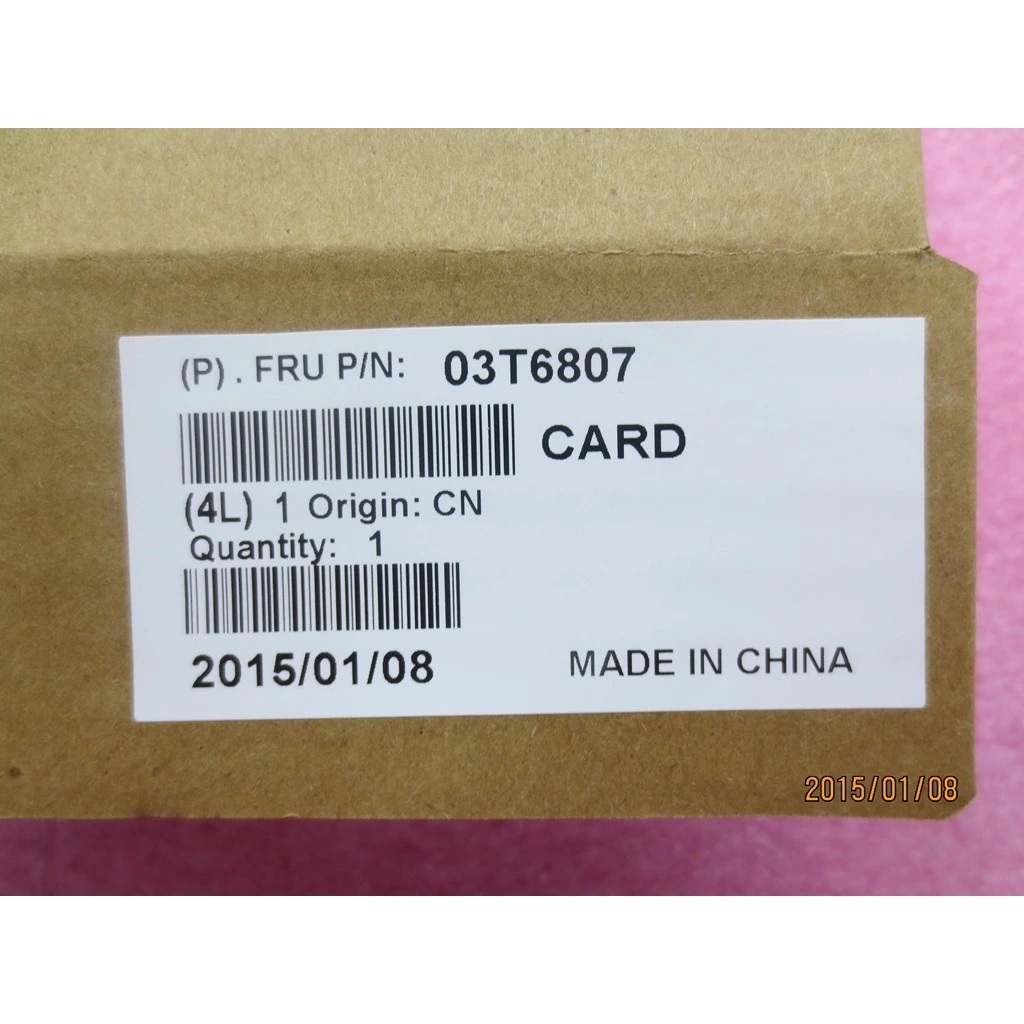 (P) . FRU P/N: 03T6807
CARD
(4L) 1 Origin: CN
Quantity: 1
2015/01/08
MADE IN CHINA
2015/01/08